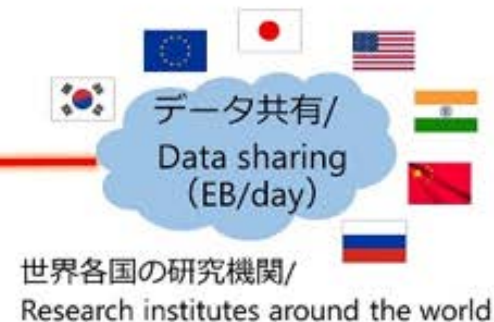 データ共有/
Data sharing
（EB/day）
世界各国の研究機関/
Research institutes around the world